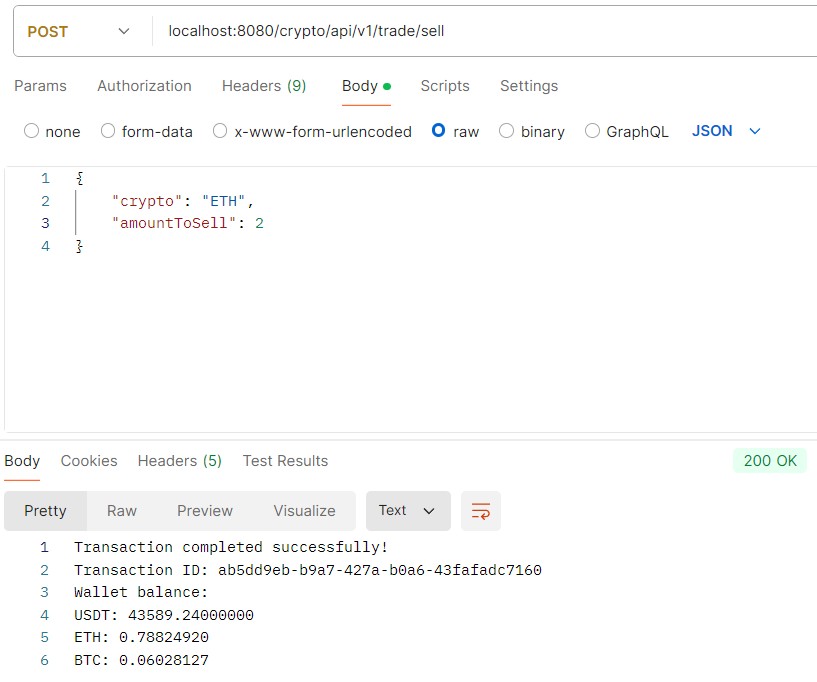 POST localhost:8080/crypto/api/v1/trade/sell
Params Authorization Headers (9) Body Scripts Settings
none form-data x-www-form-urlencoded raw binary GraphQL JSON
1 {
2 "crypto": "ETH",
3 "amountToSell": 2
4 }
Body Cookies Headers (5) Test Results 200 OK
Pretty Raw Preview Visualize Text
1 Transaction completed successfully!
2 Transaction ID: ab5dd9eb-b9a7-427a-b0a6-43fafadc7160
3 Wallet balance:
4 USDT: 43589.24000000
5 ETH: 0.78824920
6 BTC: 0.06028127